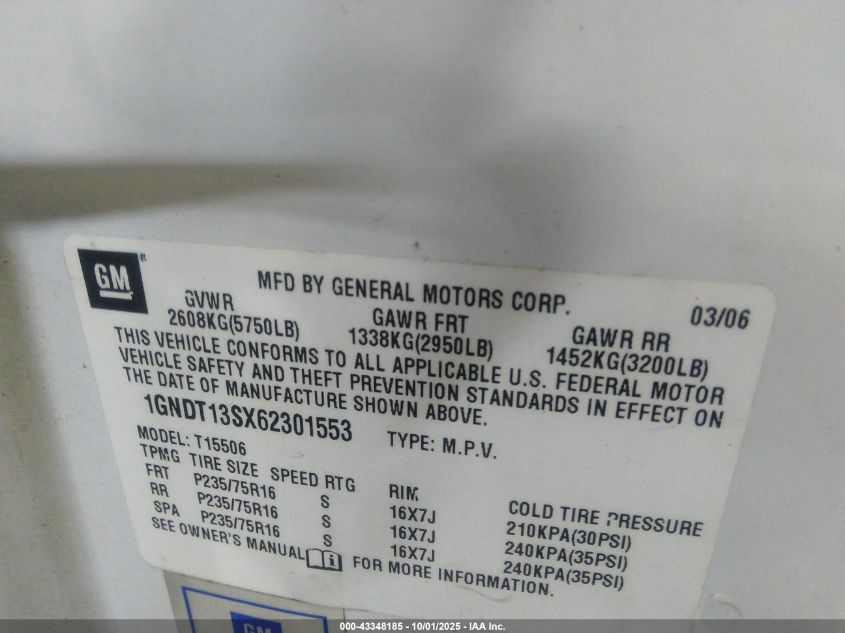 GM
MFD BY GENERAL MOTORS CORP. 03/06
GVWR GAWR FRT GAWR RR
2608KG(5750LB) 1338KG(2950LB) 1452KG(3200LB)
THIS VEHICLE CONFORMS TO ALL APPLICABLE U.S. FEDERAL MOTOR
VEHICLE SAFETY AND THEFT PREVENTION STANDARDS IN EFFECT ON
THE DATE OF MANUFACTURE SHOWN ABOVE.
1GNDT13SX62301553 TYPE: M.P.V.
MODEL: T15506
TPMG TIRE SIZE SPEED RTG RIM COLD TIRE PRESSURE
FRT P235/75R16 S 16X7J 210KPA(30PSI)
RR P235/75R16 S 16X7J 240KPA(35PSI)
SPA P235/75R16 S 16X7J 240KPA(35PSI)
SEE OWNER'S MANUAL FOR MORE INFORMATION.
GM
000-43348185 - 10/01/2025 - IAA Inc.